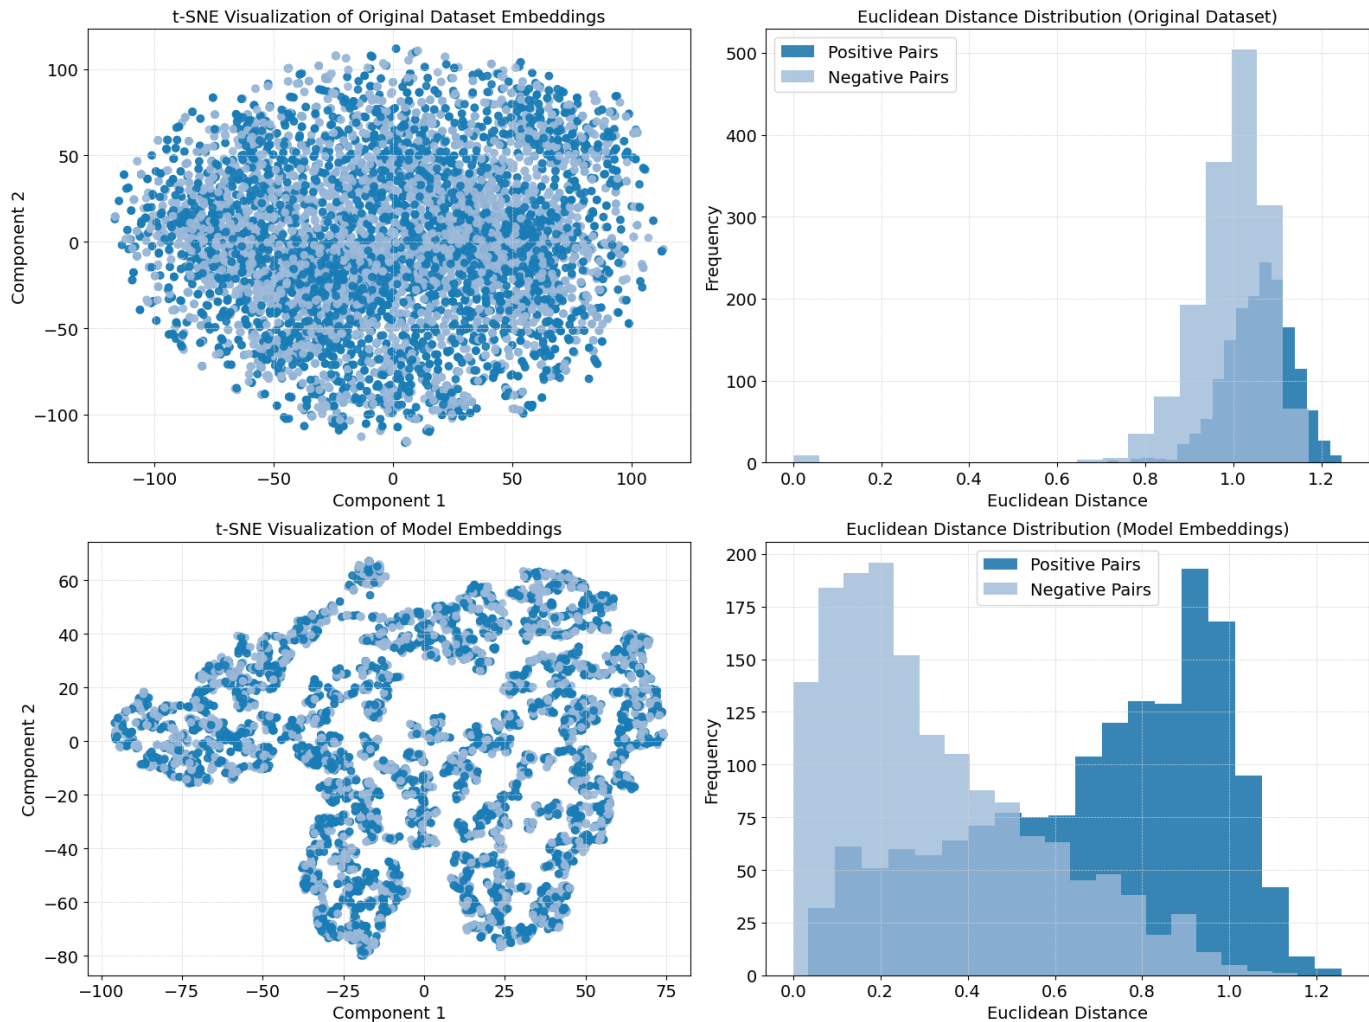 t-SNE Visualization of Original Dataset Embeddings
Component 2
100
50
0
−50
−100
−100 −50 0 50 100
Component 1
Euclidean Distance Distribution (Original Dataset)
Positive Pairs
Negative Pairs
Frequency
500
400
300
200
100
0
0.0 0.2 0.4 0.6 0.8 1.0 1.2
Euclidean Distance
t-SNE Visualization of Model Embeddings
Component 2
60
40
20
0
−20
−40
−60
−80
−100 −75 −50 −25 0 25 50 75
Component 1
Euclidean Distance Distribution (Model Embeddings)
Positive Pairs
Negative Pairs
Frequency
200
175
150
125
100
75
50
25
0
0.0 0.2 0.4 0.6 0.8 1.0 1.2
Euclidean Distance